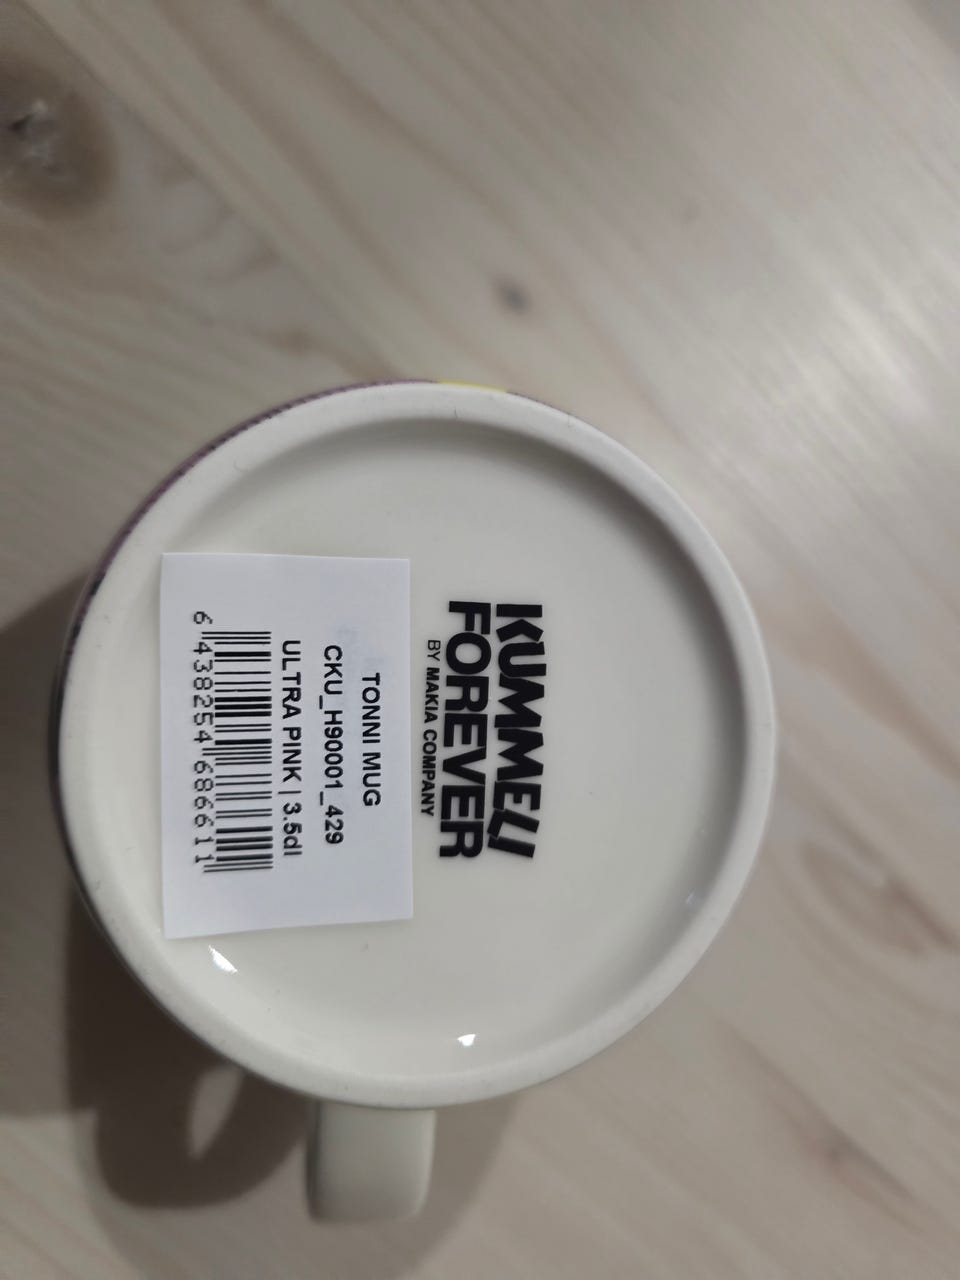 KUMMELI
FOREVER
BY MAKIA COMPANY
TONNI MUG
CKU_H90001_429
ULTRA PINK | 3.5dl
6 438254 686611